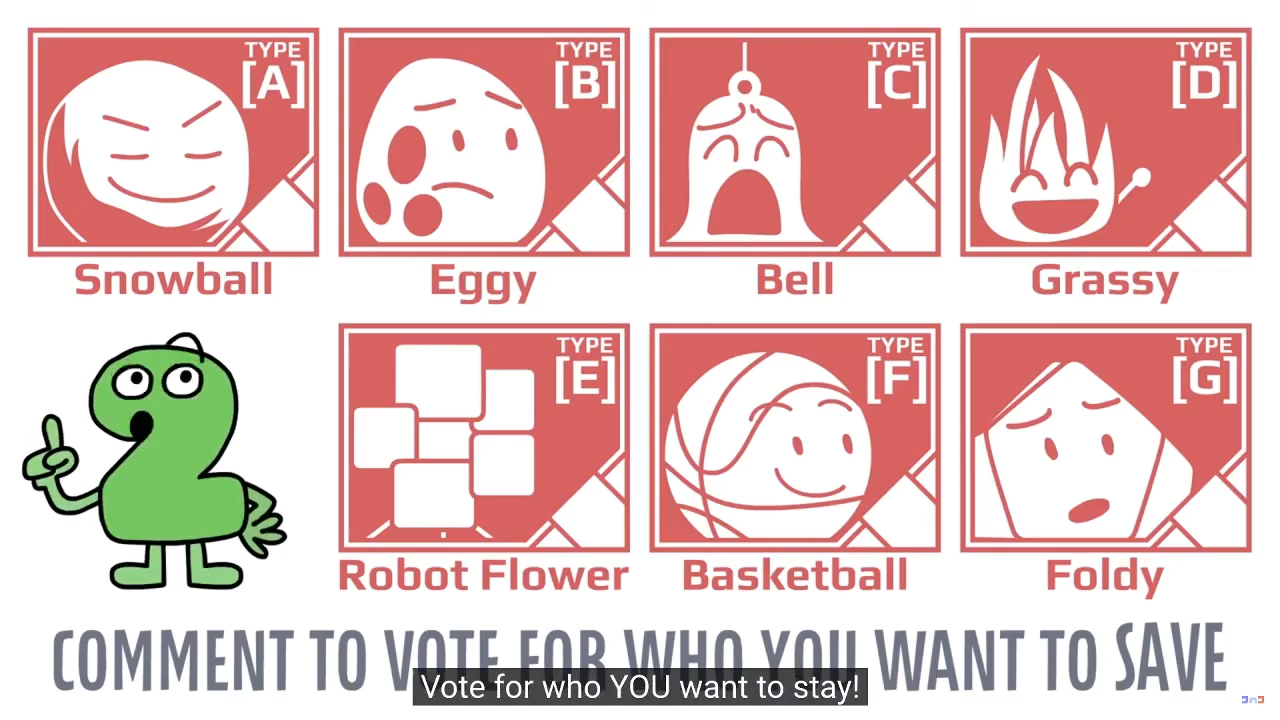 TYPE
[A]
TYPE
[B]
TYPE
[C]
TYPE
[D]
Snowball
Eggy
Bell
Grassy
TYPE
[E]
TYPE
[F]
TYPE
[G]
Robot Flower
Basketball
Foldy
COMMENT TO VOTE FOR WHO YOU WANT TO SAVE
Vote for who YOU want to stay!
JnJ